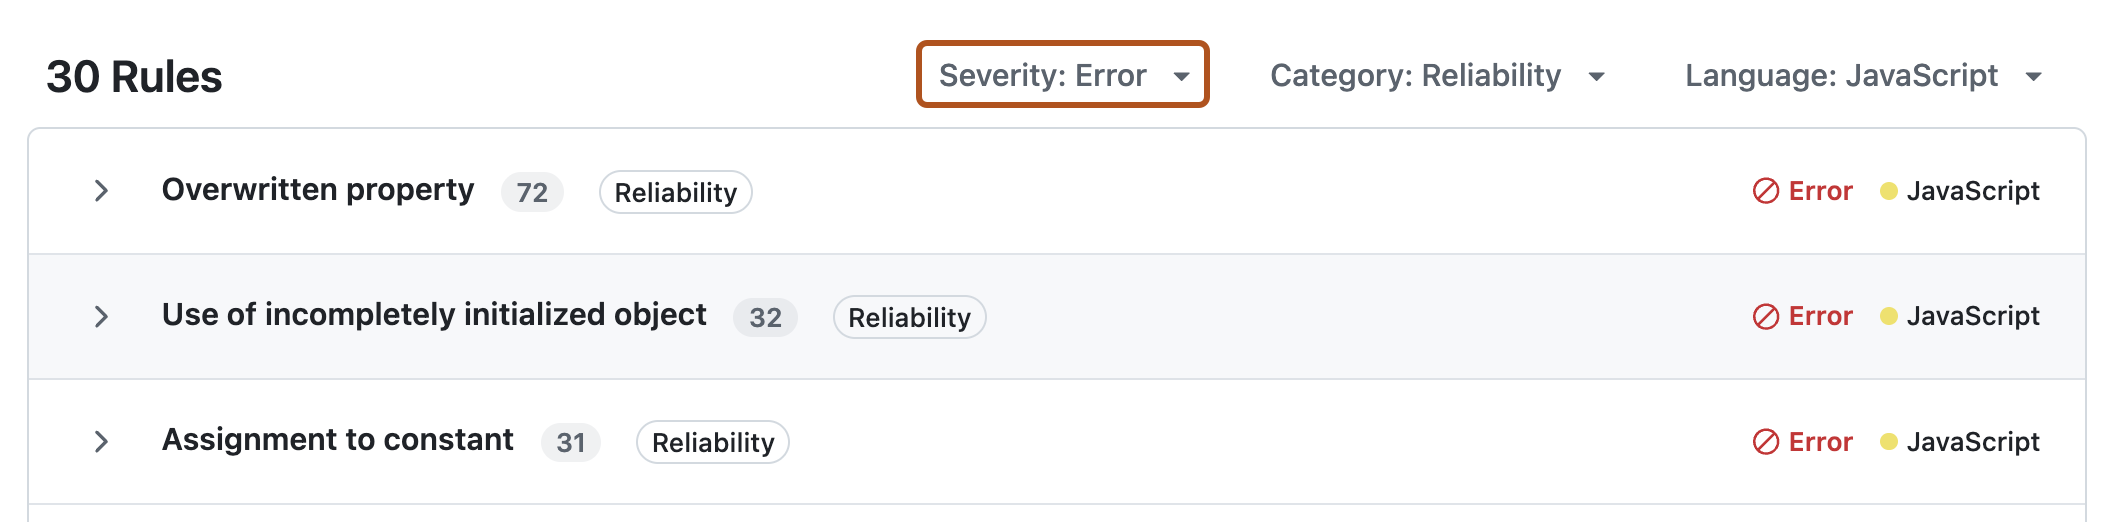 30 Rules Severity: Error Category: Reliability Language: JavaScript
Overwritten property 72 Reliability Error JavaScript
Use of incompletely initialized object 32 Reliability Error JavaScript
Assignment to constant 31 Reliability Error JavaScript